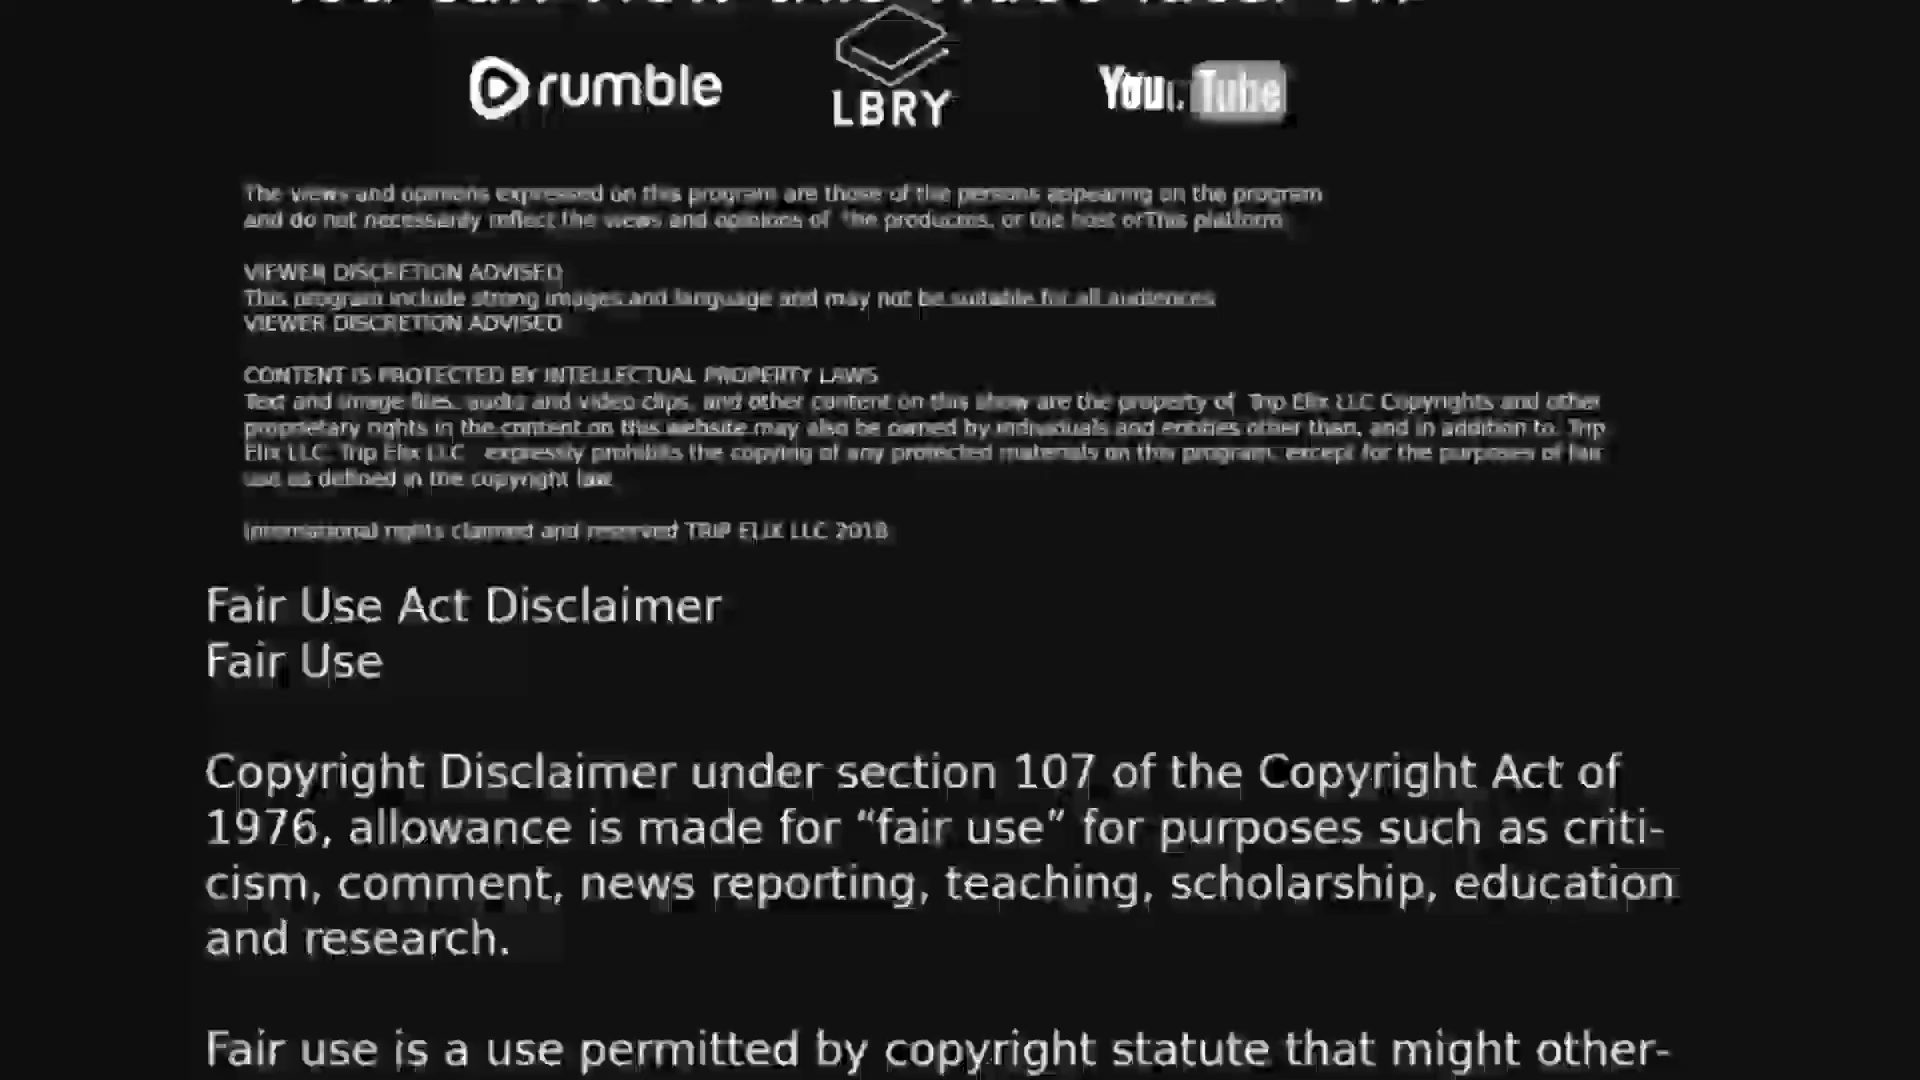 rumble
LBRY
You Tube
The views and opinions expressed on this program are those of the persons appearing on the program
and do not necessarily reflect the views and opinions of the producties, or the host orThis platform
VIEWER DISCRETION ADVISED
This program include strong images and language and may not be suitable for all audiences
VIEWER DISCRETION ADVISED
CONTENT IS PROTECTED BY INTELLECTUAL PROPERTY LAWS
Text and image files, audio and video clips, and other content on this show are the property of Trip Elix LLC Copyrights and other
proprietary rights in the content on this website may also be owned by individuals and entities other than, and in addition to, Trip
Elix LLC. Trip Elix LLC expressly prohibits the copying of any protected materials on this program, except for the purposes of fair
use as defined in the copyright law.
rights claimed and reserved TRIP ELIX LLC 2018
Fair Use Act Disclaimer
Fair Use
Copyright Disclaimer under section 107 of the Copyright Act of
1976, allowance is made for “fair use” for purposes such as criti-
cism, comment, news reporting, teaching, scholarship, education
and research.
Fair use is a use permitted by copyright statute that might other-